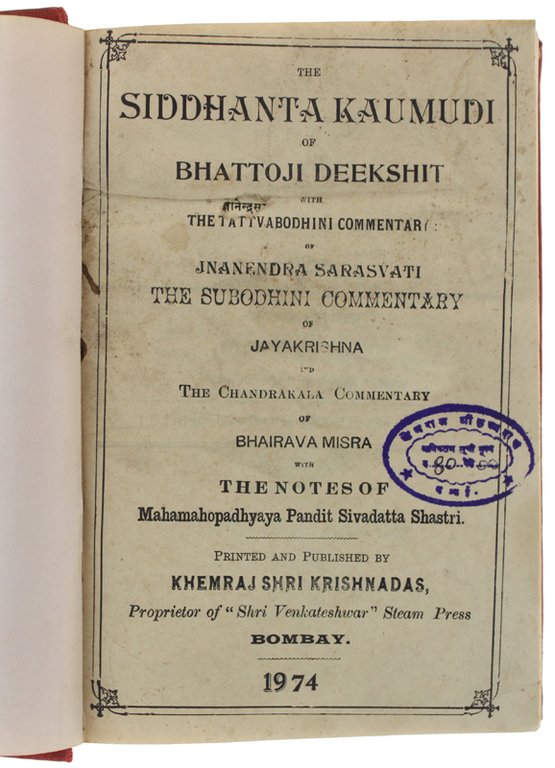 THE
SIDDHANTA KAUMUDI
OF
BHATTOJI DEEKSHIT
WITH
THE TATTVABODHINI COMMENTAR
OF
JNANENDRA SARASVATI
THE SUBODHINI COMMENTARY
OF
JAYAKRISHNA
AND
THE CHANDRAKALA COMMENTARY
OF
BHAIRAVA MISRA
WITH
THE NOTES OF
Mahamahopadhyaya Pandit Sivadatta Shastri.
PRINTED AND PUBLISHED BY
KHEMRAJ SHRI KRISHNADAS,
Proprietor of "Shri Venkateshwar" Steam Press
BOMBAY.
1974